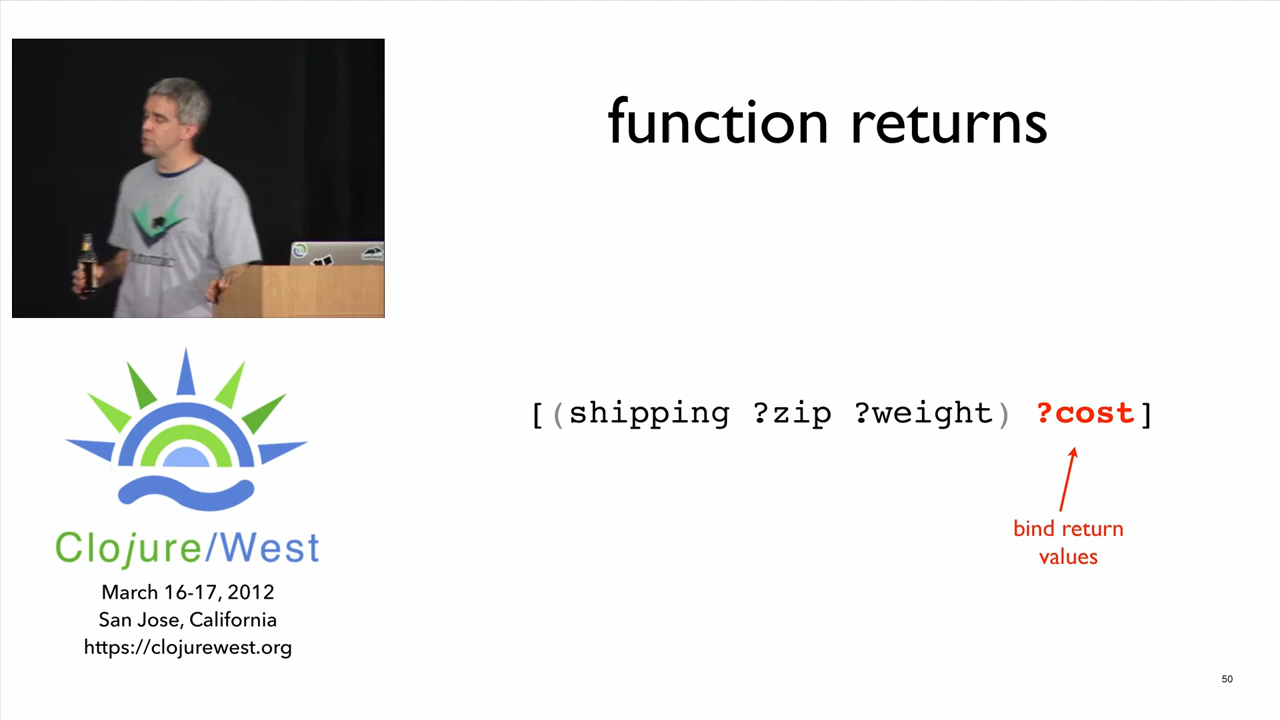 function returns
[(shipping ?zip ?weight) ?cost]
bind return
values
Clojure/West
March 16-17, 2012
San Jose, California
https://clojurewest.org
50